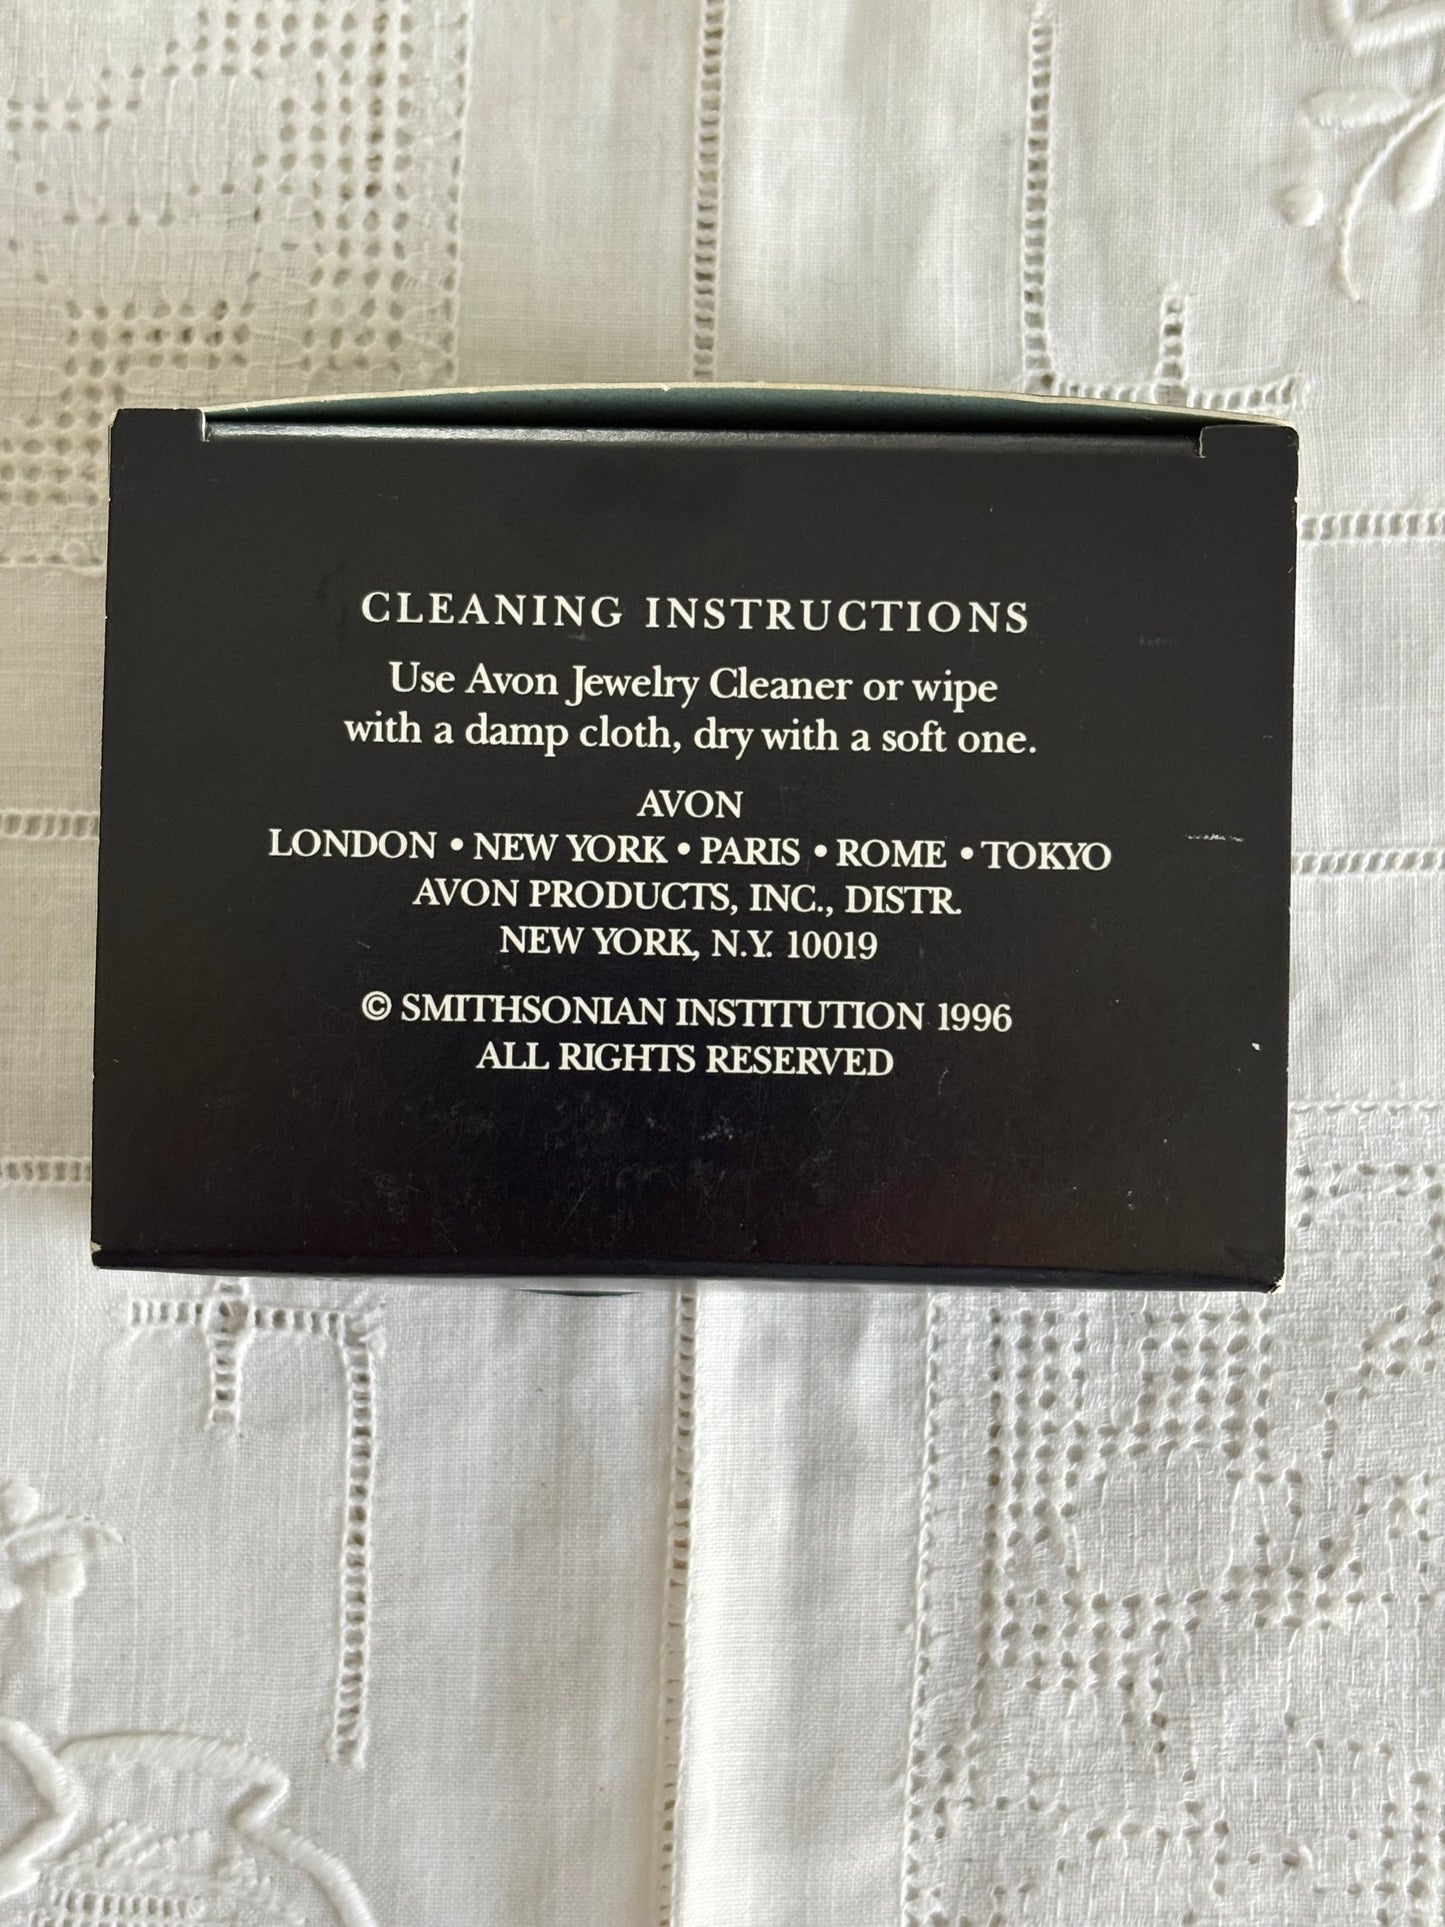 CLEANING INSTRUCTIONS
Use Avon Jewelry Cleaner or wipe
with a damp cloth, dry with a soft one.
AVON
LONDON • NEW YORK • PARIS • ROME • TOKYO
AVON PRODUCTS, INC., DISTR.
NEW YORK, N.Y. 10019
© SMITHSONIAN INSTITUTION 1996
ALL RIGHTS RESERVED